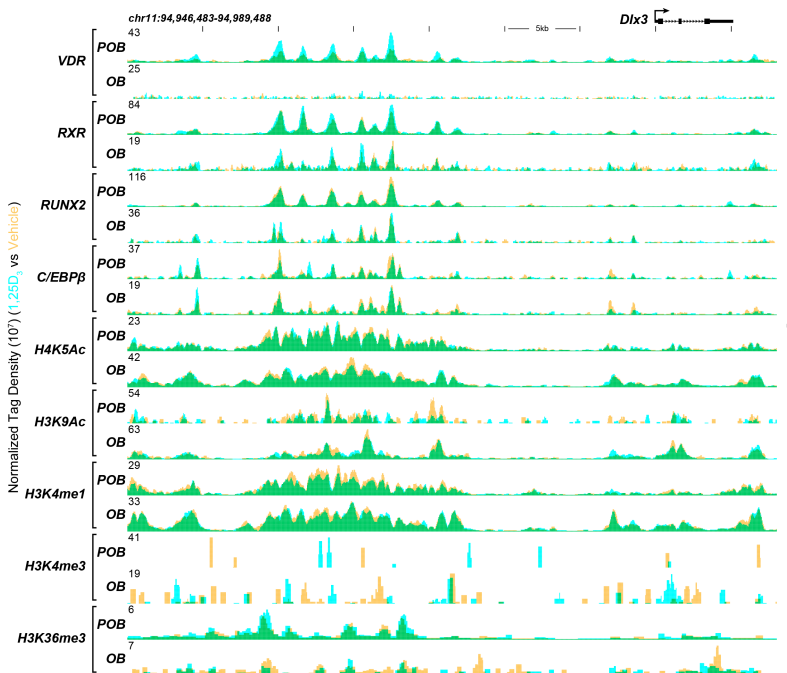 chr11:94,946,483-94,989,488
5kb
Dlx3
Normalized Tag Density (10⁷) (1,25D₃ vs Vehicle)
VDR
POB
43
OB
25
RXR
POB
84
OB
19
RUNX2
POB
116
OB
36
C/EBPβ
POB
37
OB
19
H4K5Ac
POB
23
OB
42
H3K9Ac
POB
54
OB
63
H3K4me1
POB
29
OB
33
H3K4me3
POB
41
OB
19
H3K36me3
POB
6
OB
7